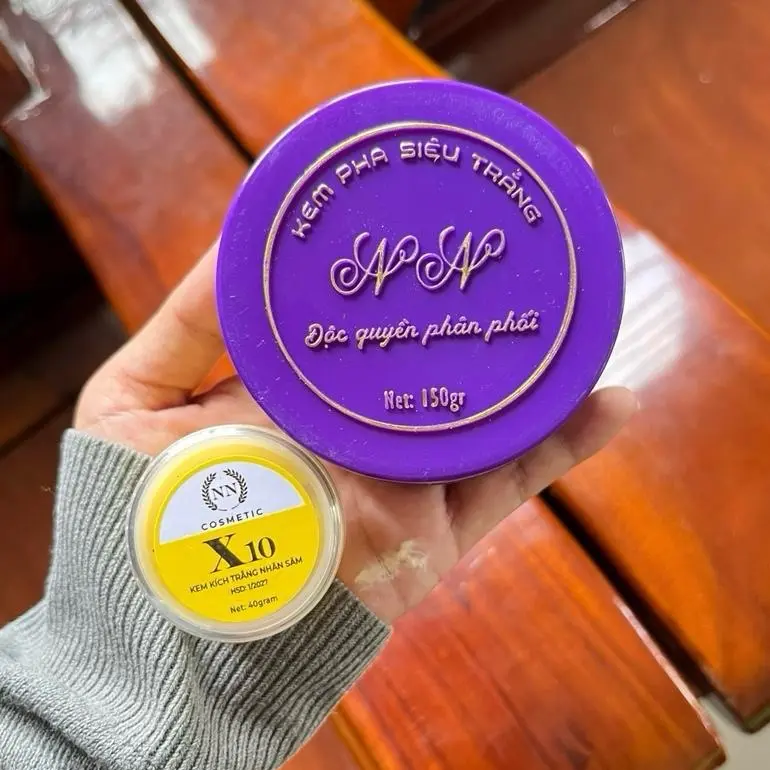 KEM PHA SIÊU TRẮNG
NN
Độc quyền phân phối
Net: 150gr
NN
COSMETIC
X10
KEM KÍCH TRẮNG NHÂN SÂM
HSD: 1/2027
Net: 40gram